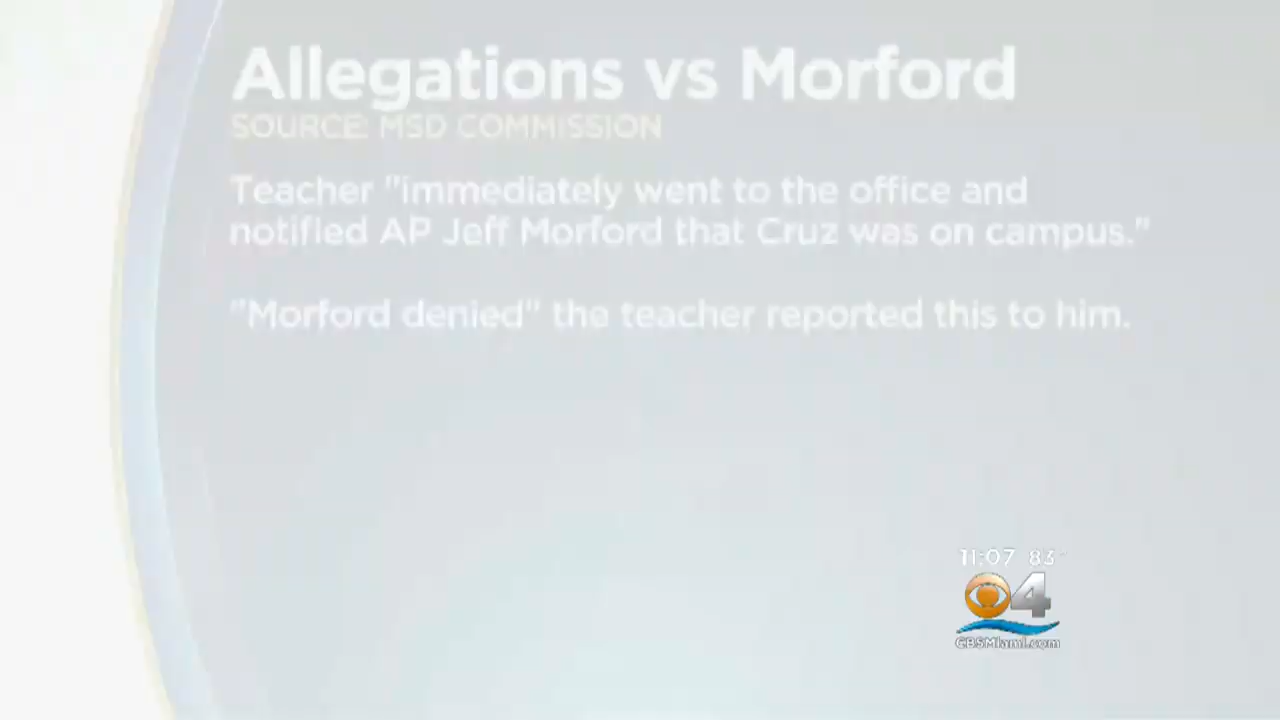 Allegations vs Morford
SOURCE: MSD COMMISSION
Teacher "immediately went to the office and
notified AP Jeff Morford that Cruz was on campus."
"Morford denied" the teacher reported this to him.
11:07 83°
4
CBSMiami.com